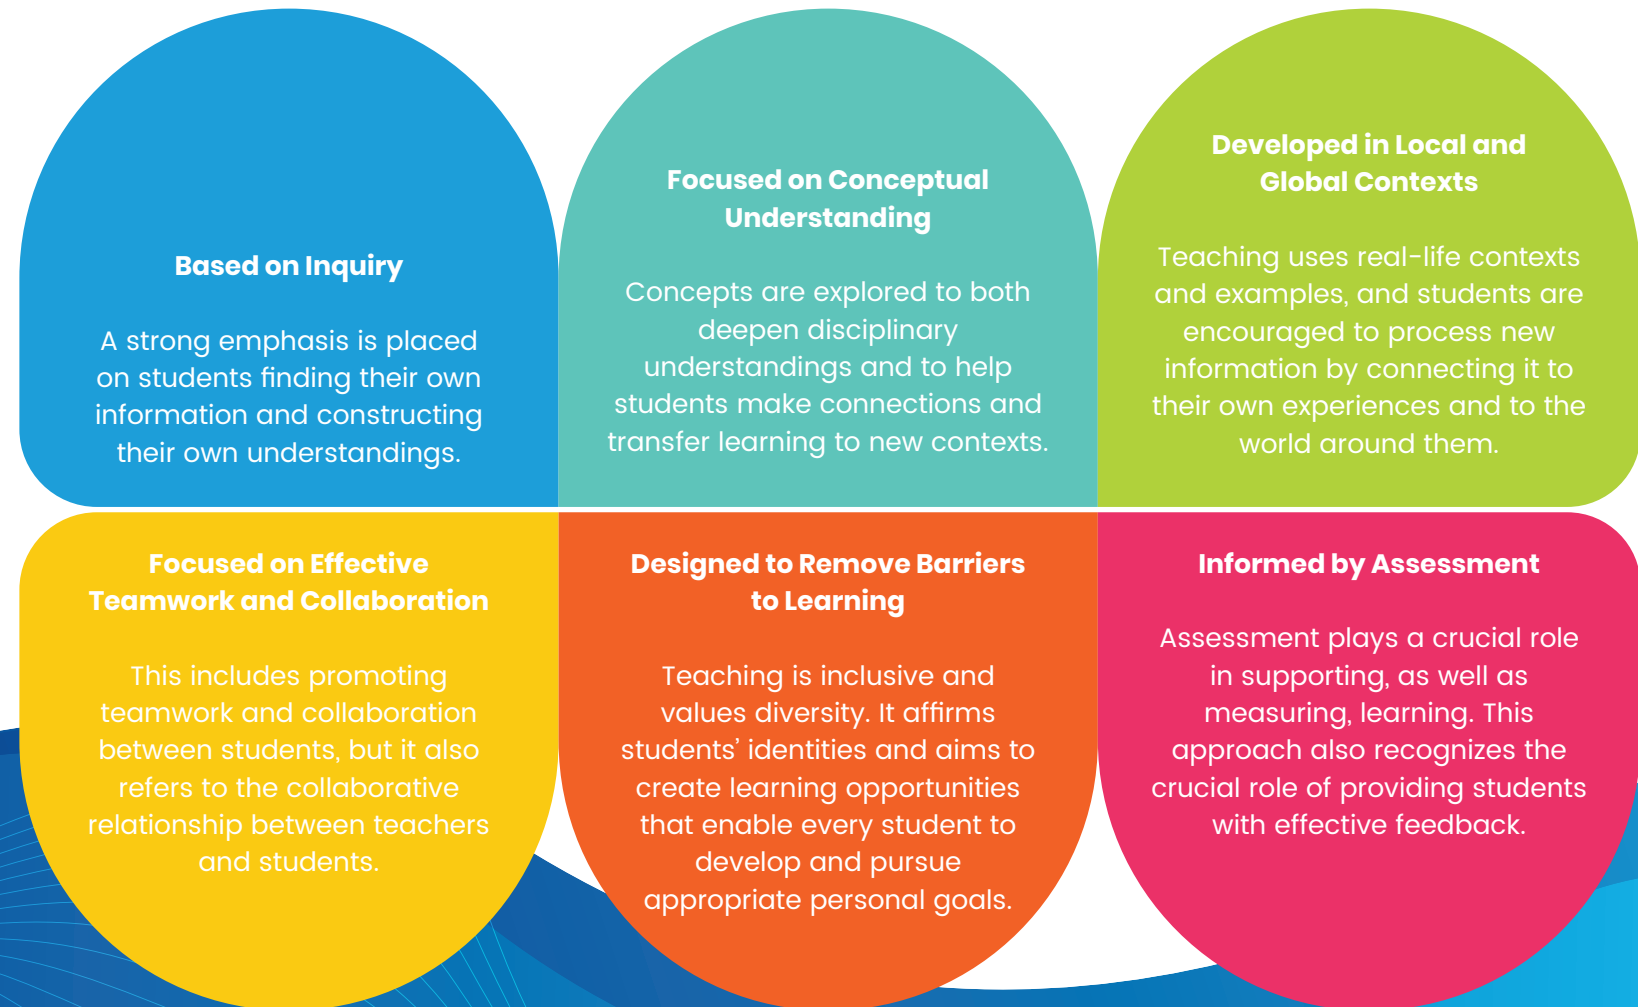 Based on Inquiry
A strong emphasis is placed
on students finding their own
information and constructing
their own understandings.
Focused on Conceptual
Understanding
Concepts are explored to both
deepen disciplinary
understandings and to help
students make connections and
transfer learning to new contexts.
Developed in Local and
Global Contexts
Teaching uses real-life contexts
and examples, and students are
encouraged to process new
information by connecting it to
their own experiences and to the
world around them.
Focused on Effective
Teamwork and Collaboration
This includes promoting
teamwork and collaboration
between students, but it also
refers to the collaborative
relationship between teachers
and students.
Designed to Remove Barriers
to Learning
Teaching is inclusive and
values diversity. It affirms
students’ identities and aims to
create learning opportunities
that enable every student to
develop and pursue
appropriate personal goals.
Informed by Assessment
Assessment plays a crucial role
in supporting, as well as
measuring, learning. This
approach also recognizes the
crucial role of providing students
with effective feedback.